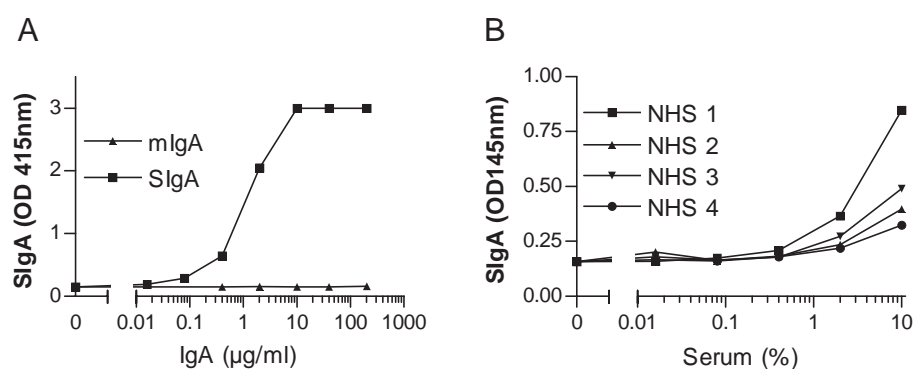 A
SIgA (OD 415nm)
3
2
1
0
mIgA
SIgA
0 0.01 0.1 1 10 100 1000
IgA (µg/ml)
B
SIgA (OD145nm)
1.00
0.75
0.50
0.25
0.00
NHS 1
NHS 2
NHS 3
NHS 4
0 0.01 0.1 1 10
Serum (%)